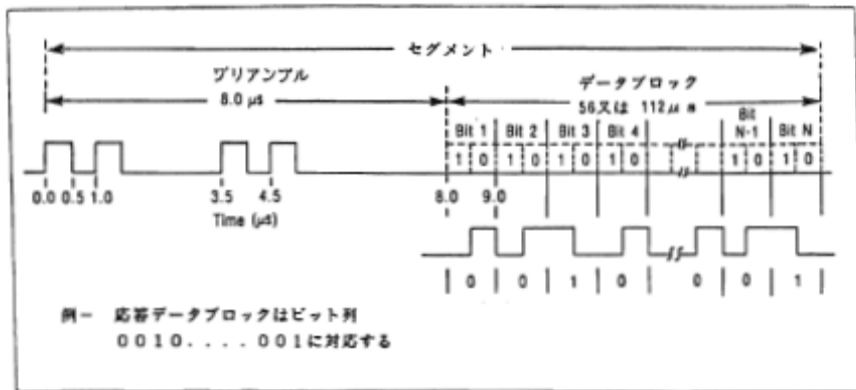 セグメント
プリアンブル
8.0 μs
データブロック
56又は 112μs
Bit 1 Bit 2 Bit 3 Bit 4 Bit N-1 Bit N
1 0 1 0 1 0 1 0 1 0 1 0
0.0 0.5 1.0 3.5 4.5 8.0 9.0
Time (μs)
0 0 1 0 0 0 1
例ー 応答データブロックはビット列
0010....001に対応する